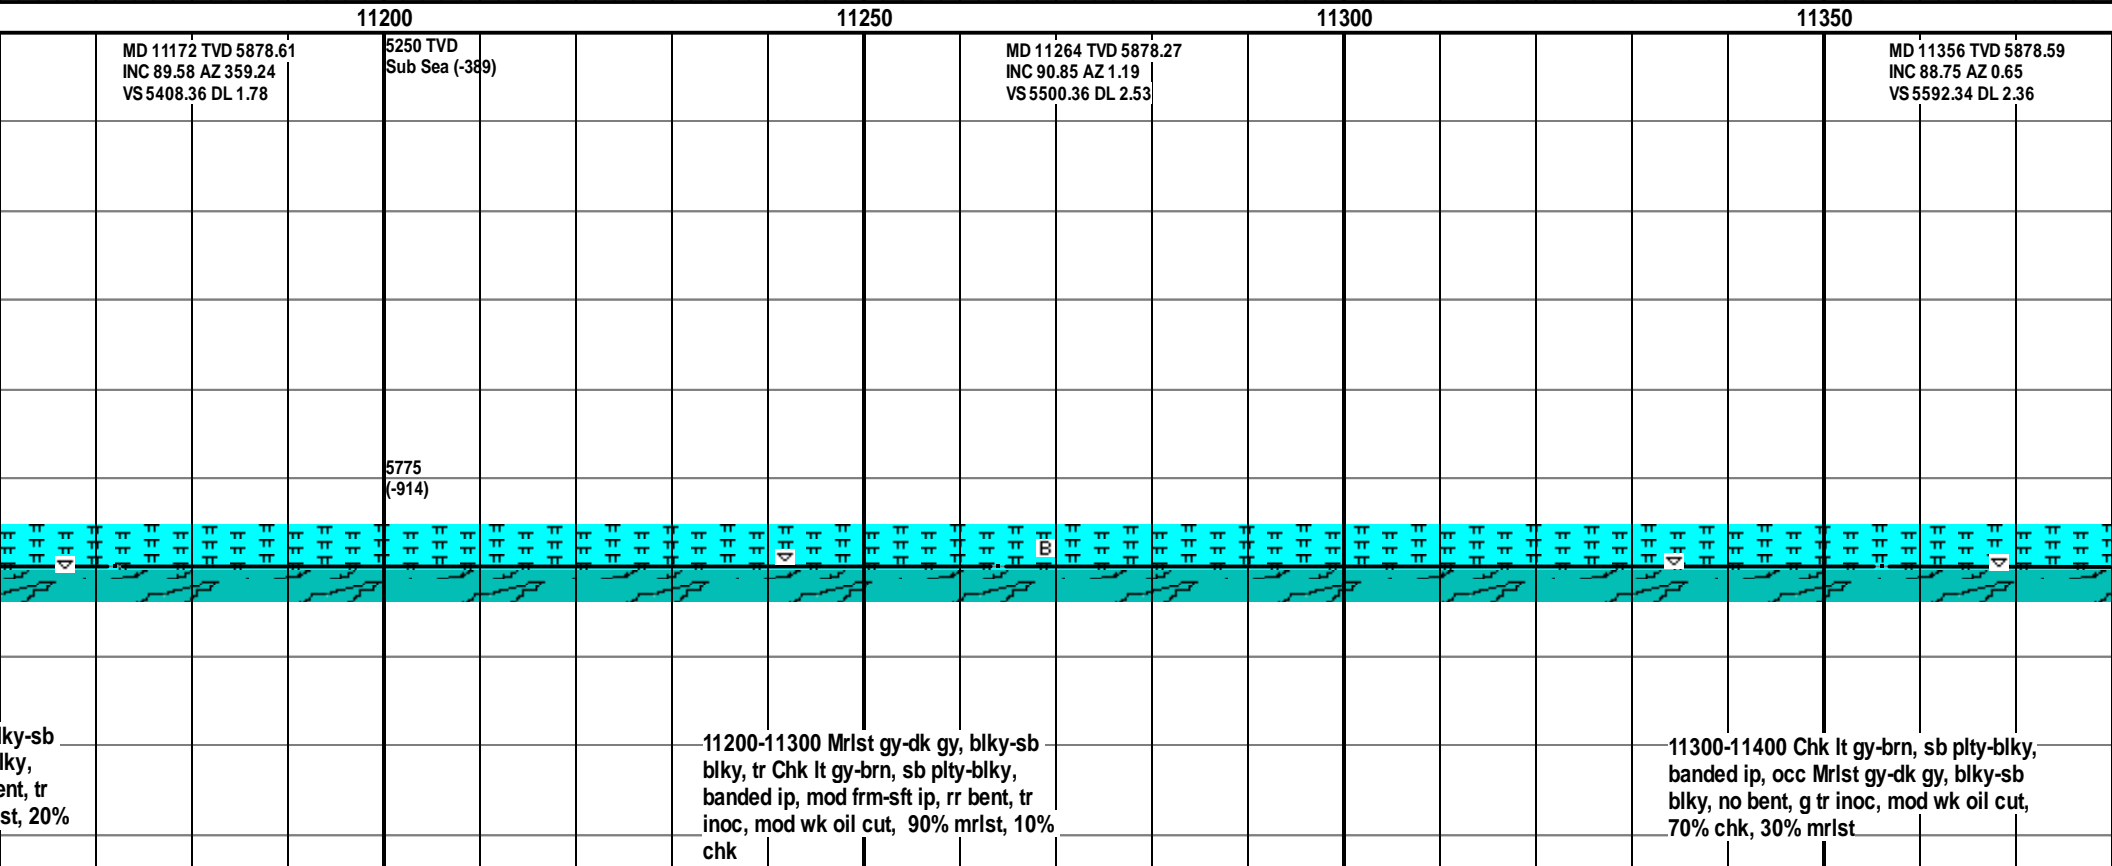 11200
11250
11300
11350
MD 11172 TVD 5878.61
INC 89.58 AZ 359.24
VS 5408.36 DL 1.78
5250 TVD
Sub Sea (-389)
MD 11264 TVD 5878.27
INC 90.85 AZ 1.19
VS 5500.36 DL 2.53
MD 11356 TVD 5878.59
INC 88.75 AZ 0.65
VS 5592.34 DL 2.36
5775
(-914)
B
lky-sb
lky,
ent, tr
st, 20%
11200-11300 Mrlst gy-dk gy, blky-sb
blky, tr Chk lt gy-brn, sb plty-blky,
banded ip, mod frm-sft ip, rr bent, tr
inoc, mod wk oil cut, 90% mrlst, 10%
chk
11300-11400 Chk lt gy-brn, sb plty-blky,
banded ip, occ Mrlst gy-dk gy, blky-sb
blky, no bent, g tr inoc, mod wk oil cut,
70% chk, 30% mrlst